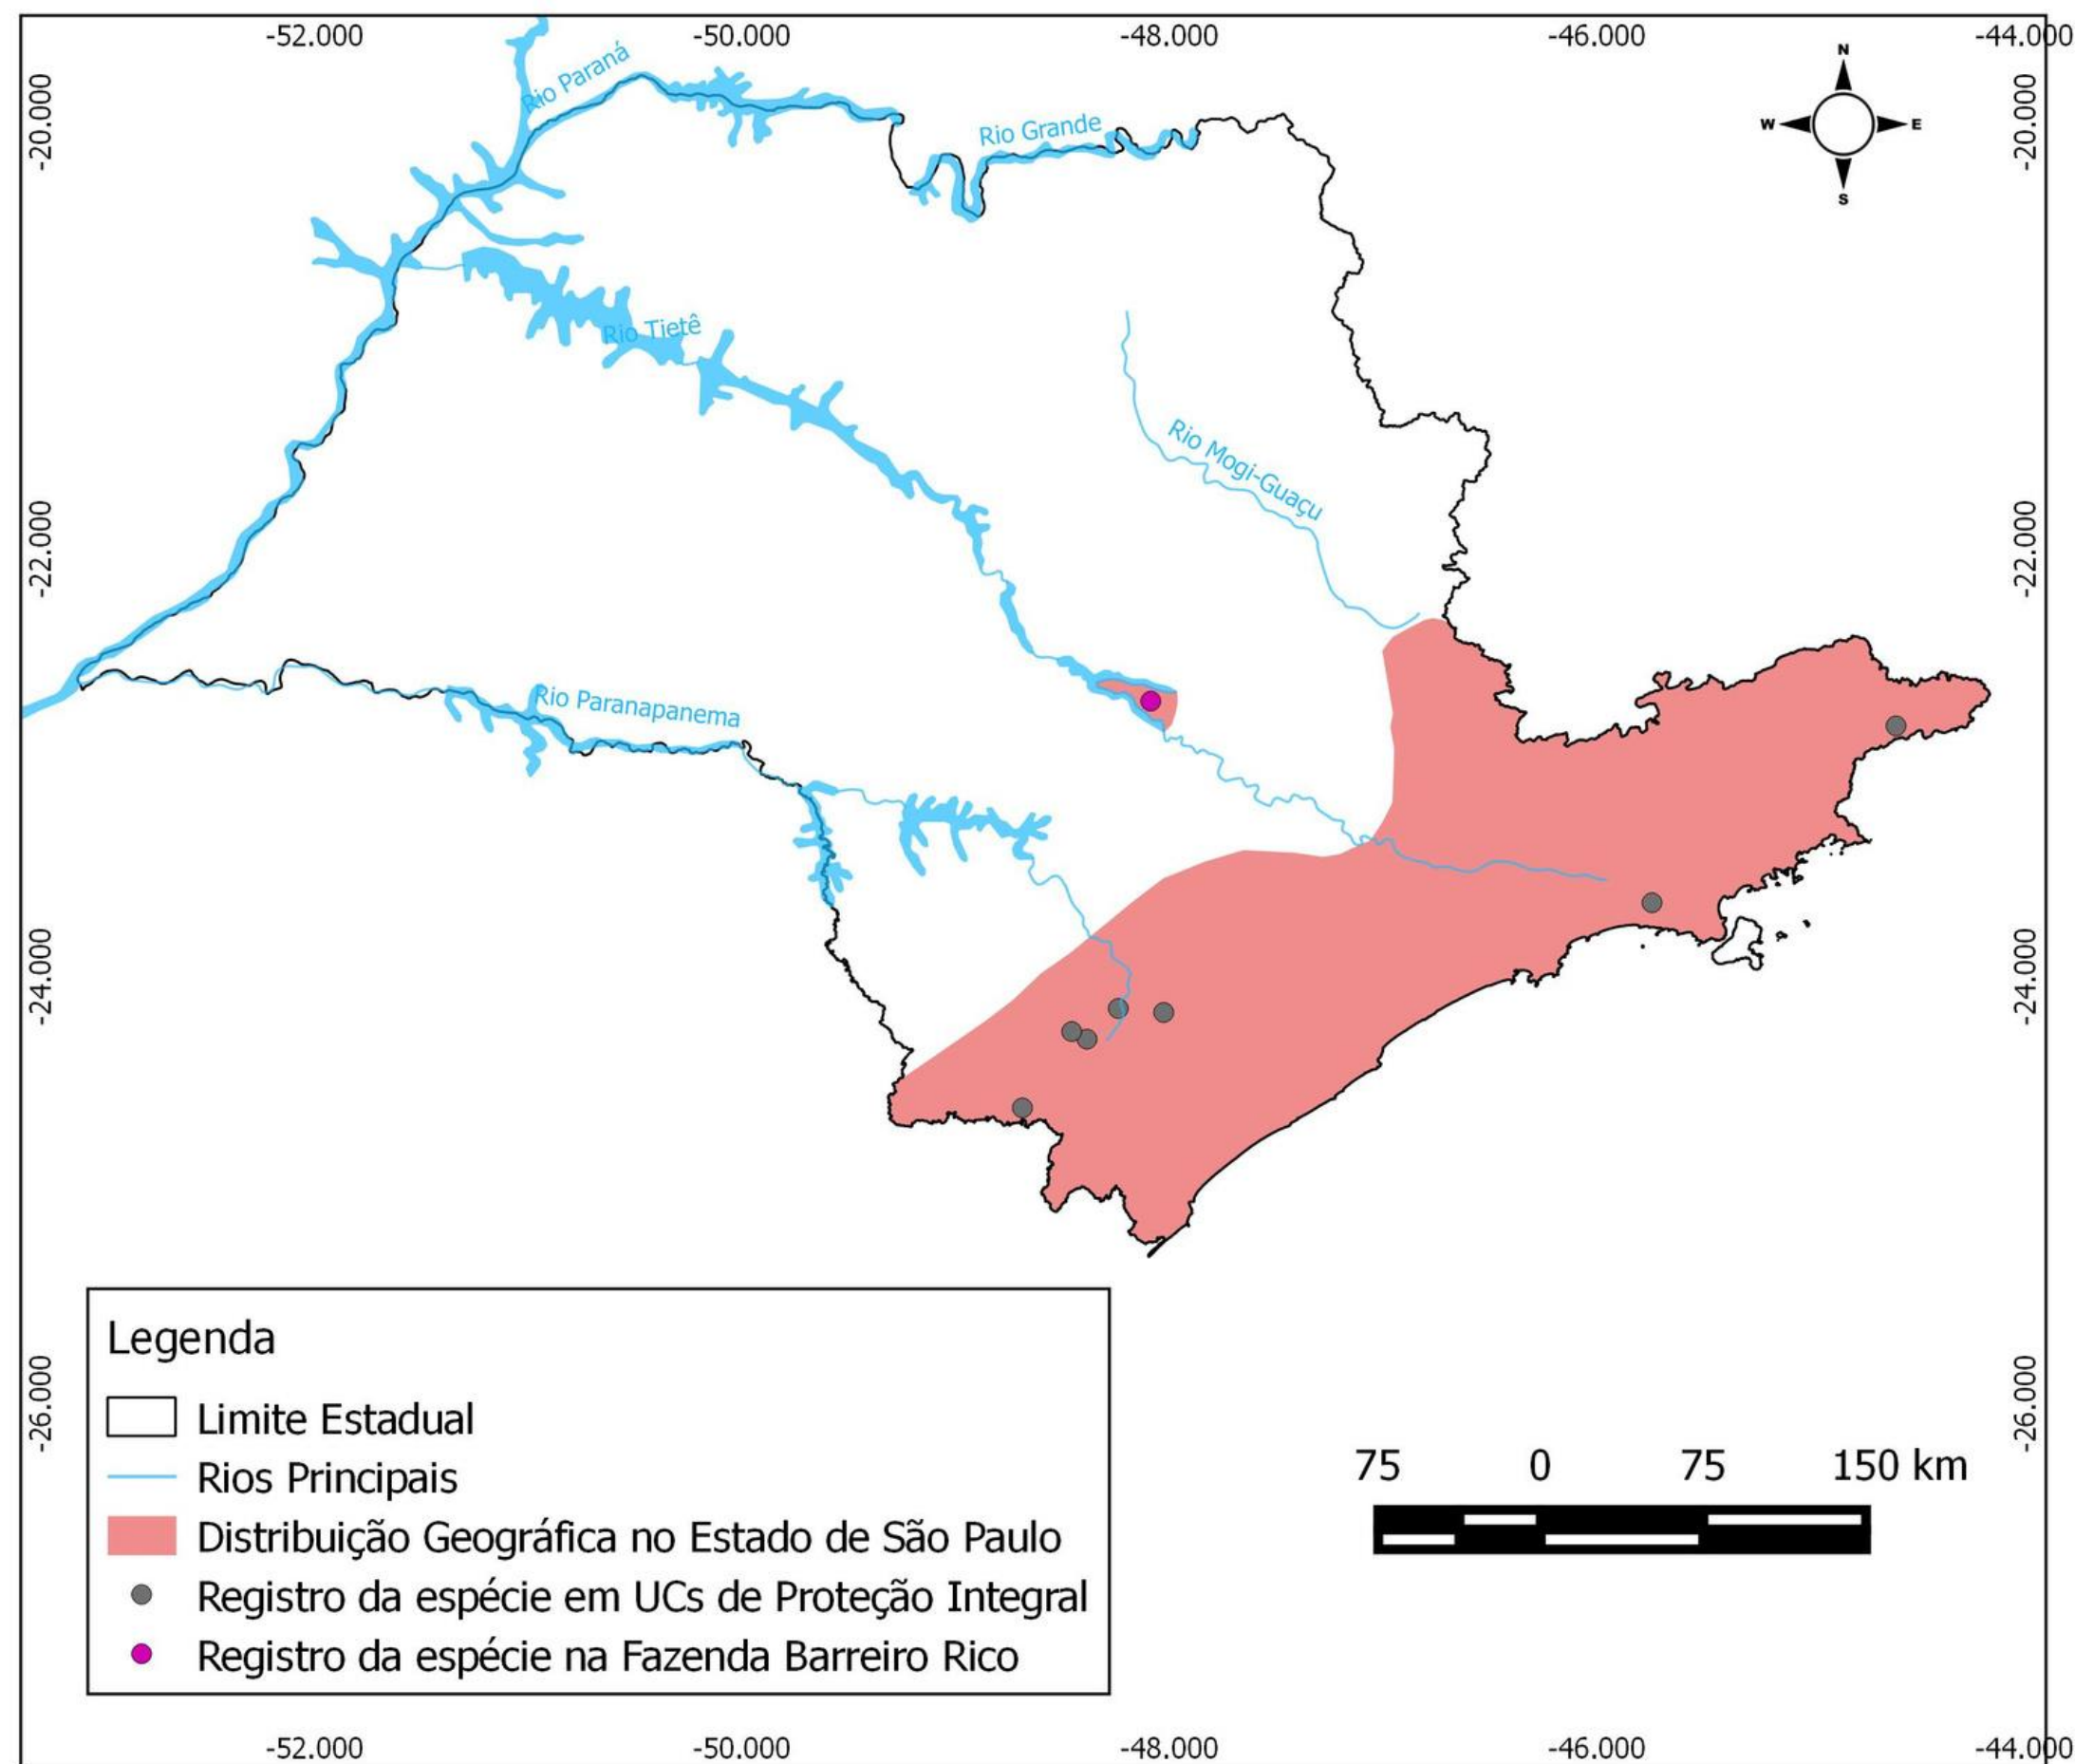 -52.000 -50.000 -48.000 -46.000 -44.000
N
W E
S
-20.000 -20.000
Rio Paraná
Rio Grande
Rio Tietê
Rio Mogi-Guaçu
-22.000 -22.000
Rio Paranapanema
-24.000 -24.000
Legenda
Limite Estadual
Rios Principais
Distribuição Geográfica no Estado de São Paulo
Registro da espécie em UCs de Proteção Integral
Registro da espécie na Fazenda Barreiro Rico
-26.000 -26.000
75 0 75 150 km
-52.000 -50.000 -48.000 -46.000 -44.000